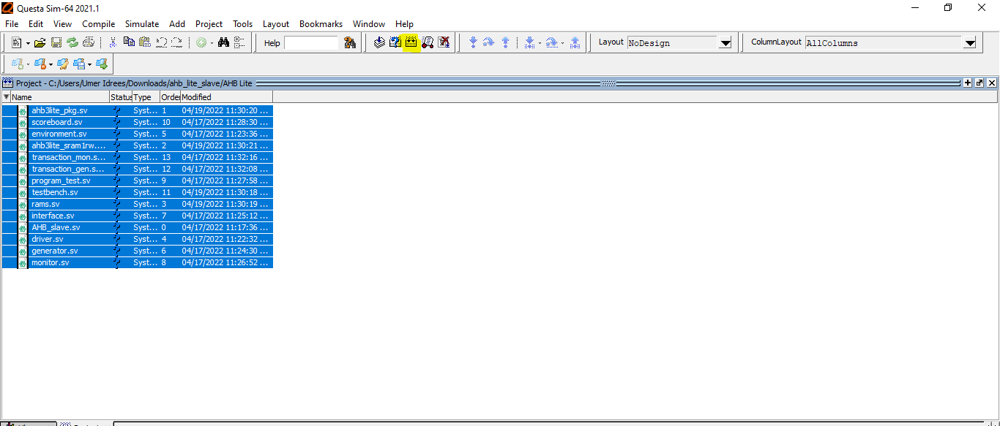 Questa Sim-64 2021.1
File Edit View Compile Simulate Add Project Tools Layout Bookmarks Window Help
Help Layout NoDesign ColumnLayout AllColumns
Project - C:/Users/Umer Idrees/Downloads/ahb_lite_slave/AHB Lite
Name Status Type Order Modified
ahb3lite_pkg.sv Syst... 1 04/19/2022 11:30:20 ...
scoreboard.sv Syst... 10 04/17/2022 11:28:30 ...
environment.sv Syst... 5 04/17/2022 11:23:36 ...
ahb3lite_sram1rw.... Syst... 2 04/19/2022 11:30:21 ...
transaction_mon.s... Syst... 13 04/17/2022 11:32:16 ...
transaction_gen.s... Syst... 12 04/17/2022 11:32:08 ...
program_test.sv Syst... 9 04/17/2022 11:27:58 ...
testbench.sv Syst... 11 04/19/2022 11:30:18 ...
rams.sv Syst... 3 04/19/2022 11:30:19 ...
interface.sv Syst... 7 04/17/2022 11:25:12 ...
AHB_slave.sv Syst... 0 04/17/2022 11:17:36 ...
driver.sv Syst... 4 04/17/2022 11:22:32 ...
generator.sv Syst... 6 04/17/2022 11:24:30 ...
monitor.sv Syst... 8 04/17/2022 11:26:52 ...